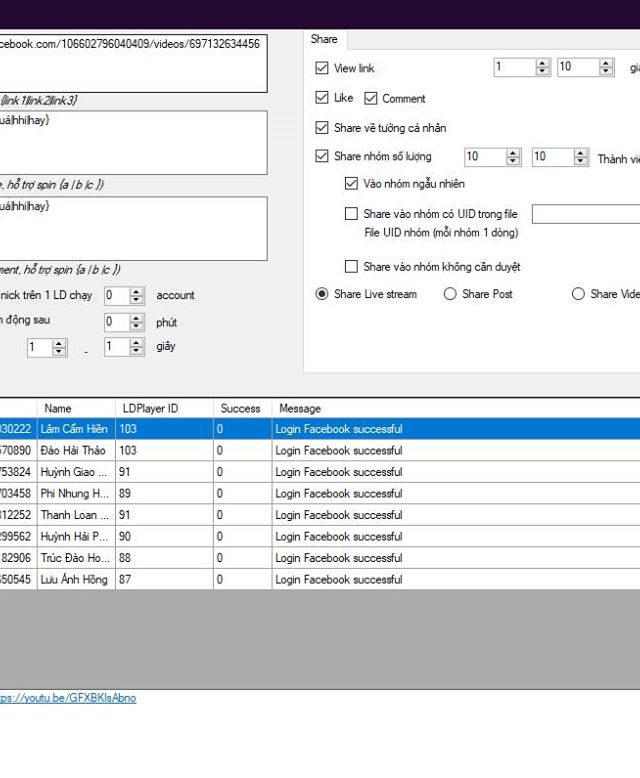 cebook.com/106602796040409/videos/697132634456
{link1|link2|link3}
uá|hhi|hay}
e, hỗ trợ spin {a | b |c })
uá|hhi|hay}
ment, hỗ trợ spin {a | b |c })
nick trên 1 LD chạy 0 account
n động sau 0 phút
1 - 1 giây
Share
View link 1 10 giâ
Like Comment
Share về tường cá nhân
Share nhóm số lượng 10 10 Thành viê
Vào nhóm ngẫu nhiên
Share vào nhóm có UID trong file
File UID nhóm (mỗi nhóm 1 dòng)
Share vào nhóm không cần duyệt
Share Live stream Share Post Share Vide
Name LDPlayer ID Success Message
030222 Lâm Cẩm Hiền 103 0 Login Facebook successful
570890 Đào Hải Thảo 103 0 Login Facebook successful
753824 Huỳnh Giao ... 91 0 Login Facebook successful
703458 Phi Nhung H... 89 0 Login Facebook successful
312252 Thanh Loan ... 91 0 Login Facebook successful
299562 Huỳnh Hải P... 90 0 Login Facebook successful
182906 Trúc Đào Ho... 88 0 Login Facebook successful
650545 Lưu Ánh Hồng 87 0 Login Facebook successful
tps://youtu.be/GFXBKlsAbno